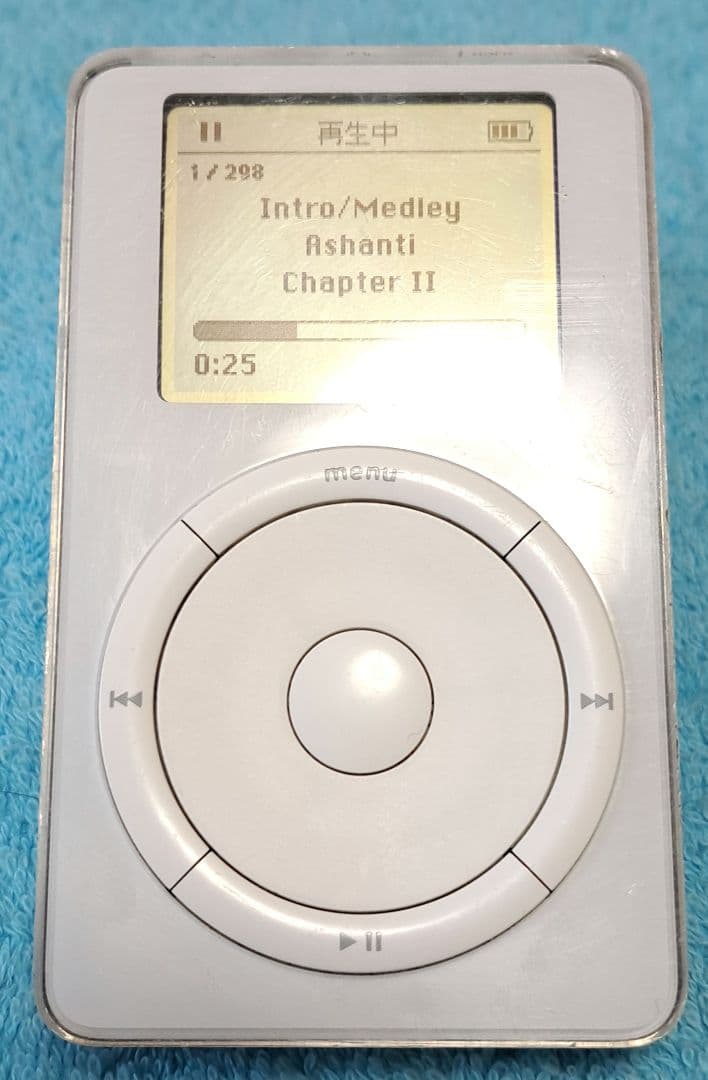 再生中
1 / 298
Intro/Medley
Ashanti
Chapter II
0:25
menu